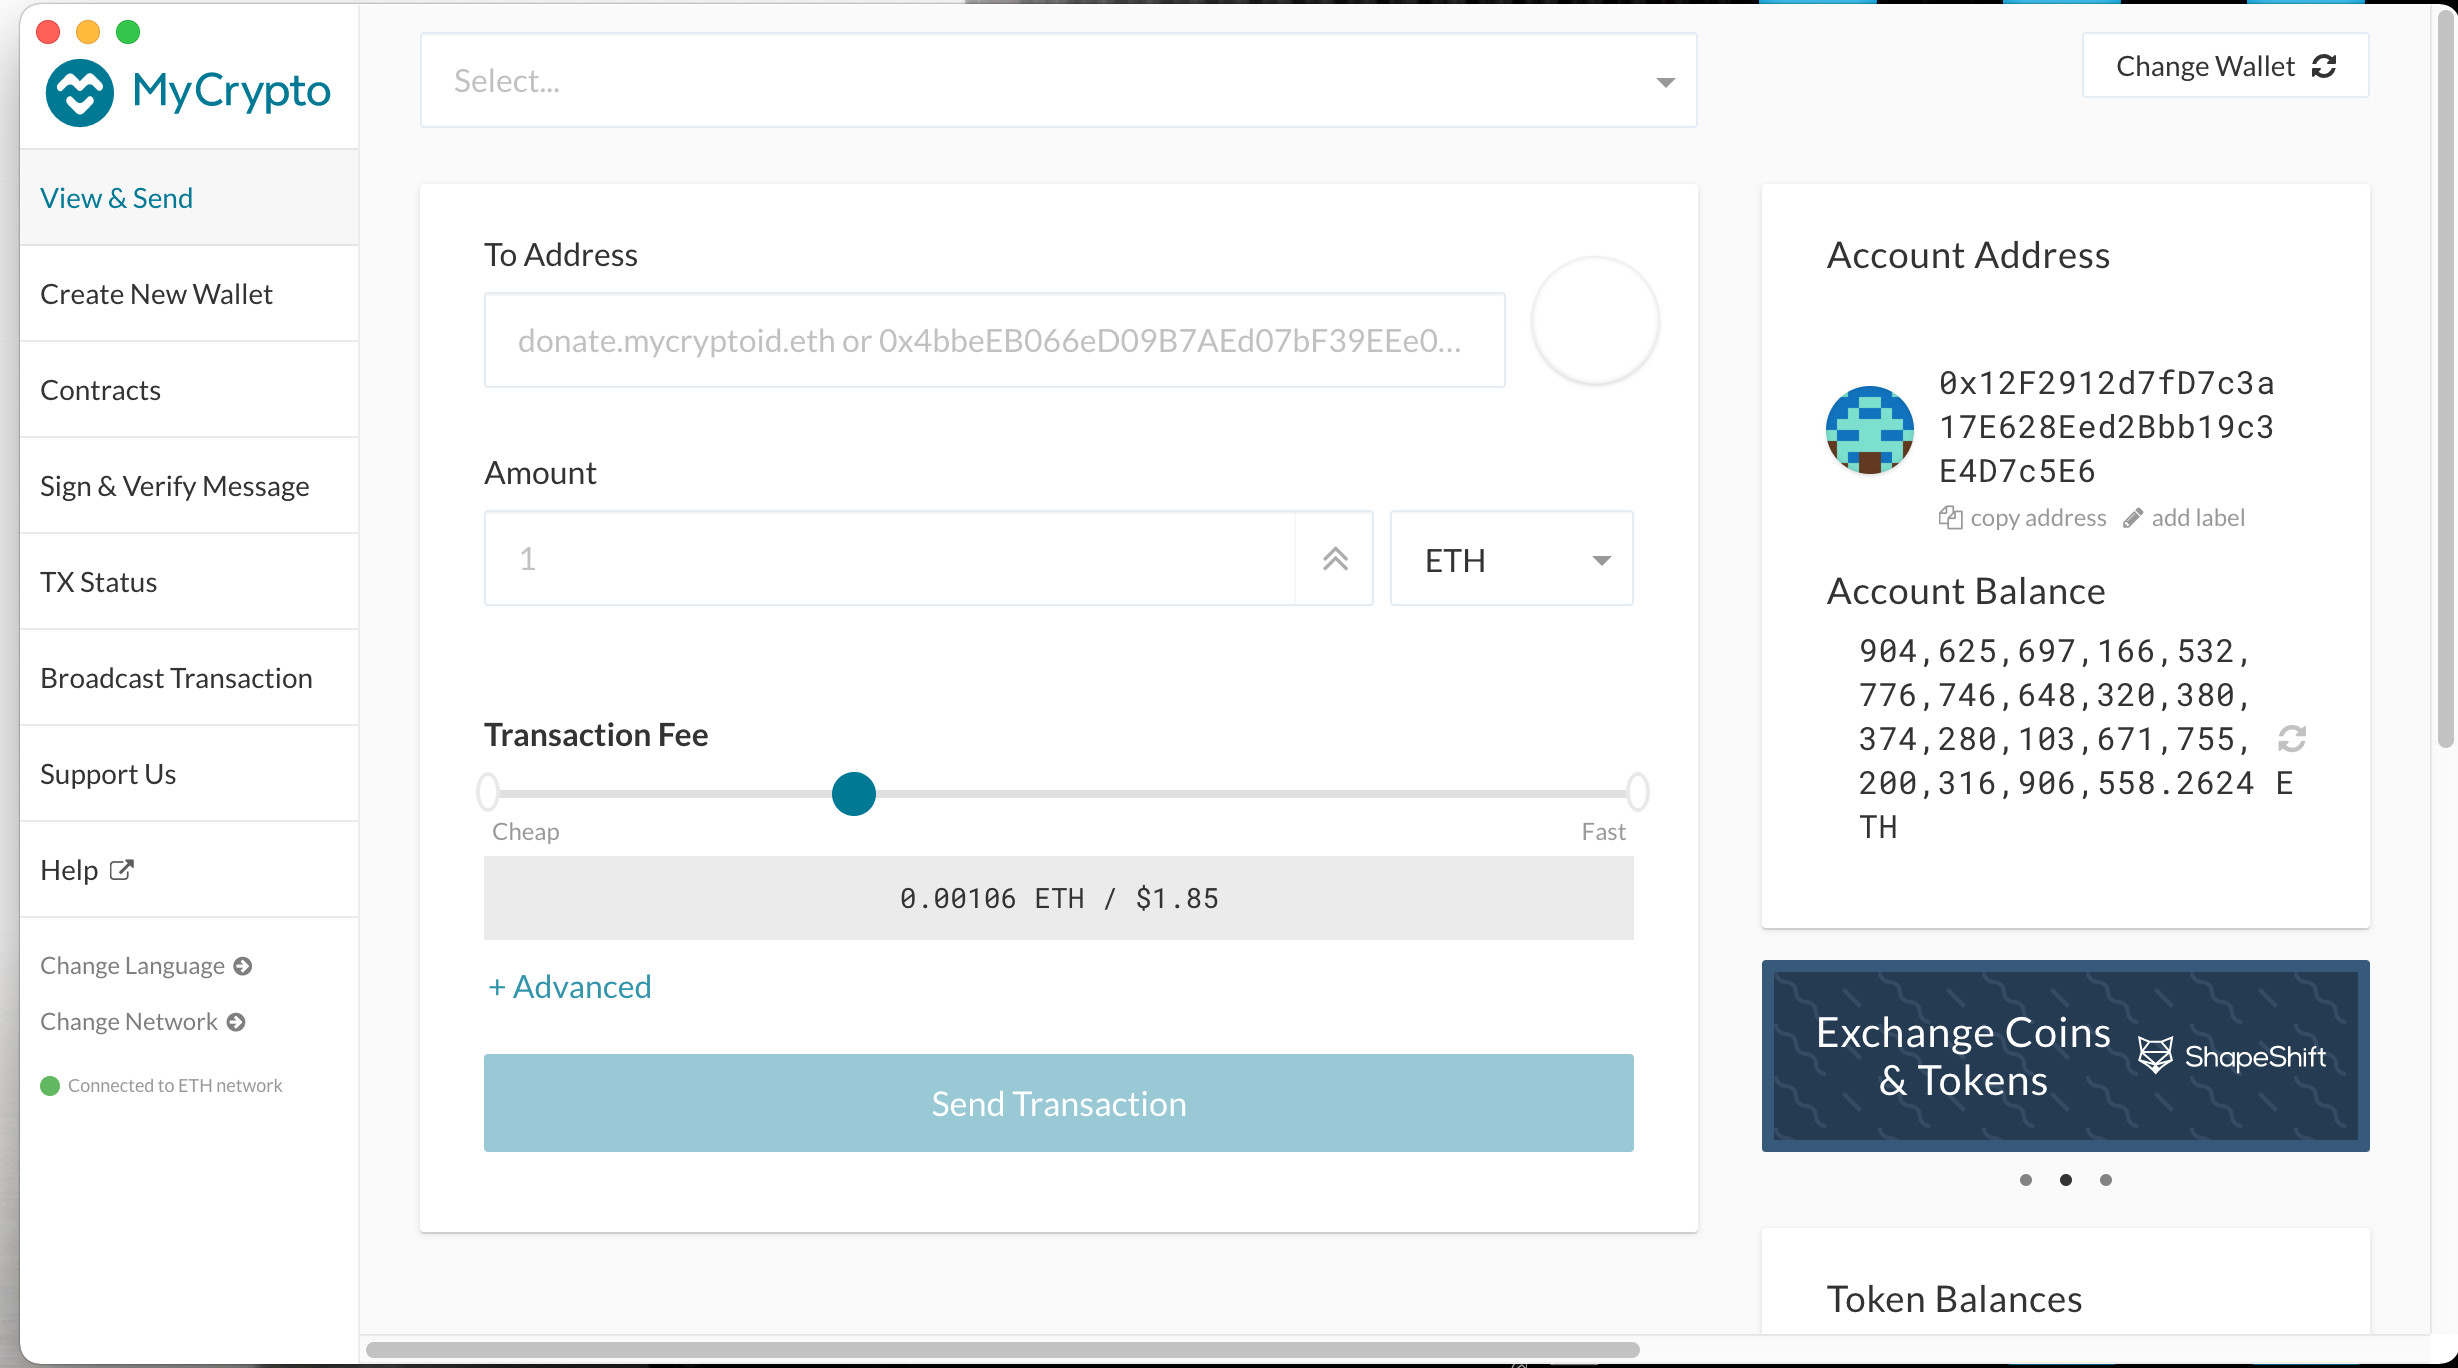 MyCrypto
View & Send
Create New Wallet
Contracts
Sign & Verify Message
TX Status
Broadcast Transaction
Support Us
Help
Change Language
Change Network
Connected to ETH network
Select...
Change Wallet
To Address
donate.mycryptoid.eth or 0x4bbeEB066eD09B7AEd07bF39EEe0...
Amount
1
ETH
Transaction Fee
Cheap
Fast
0.00106 ETH / $1.85
+ Advanced
Send Transaction
Account Address
0x12F2912d7fD7c3a
17E628Eed2Bbb19c3
E4D7c5E6
copy address
add label
Account Balance
904,625,697,166,532,
776,746,648,320,380,
374,280,103,671,755,
200,316,906,558.2624 E
TH
Exchange Coins
& Tokens
ShapeShift
Token Balances